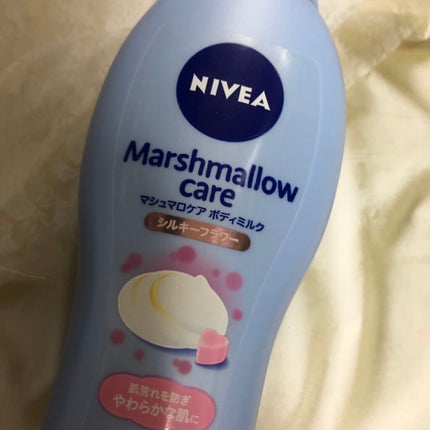 NIVEA
Marshmallow
care
マシュマロケア ボディミルク
シルキーフラワー
肌荒れを防ぎ
やわらかな肌に